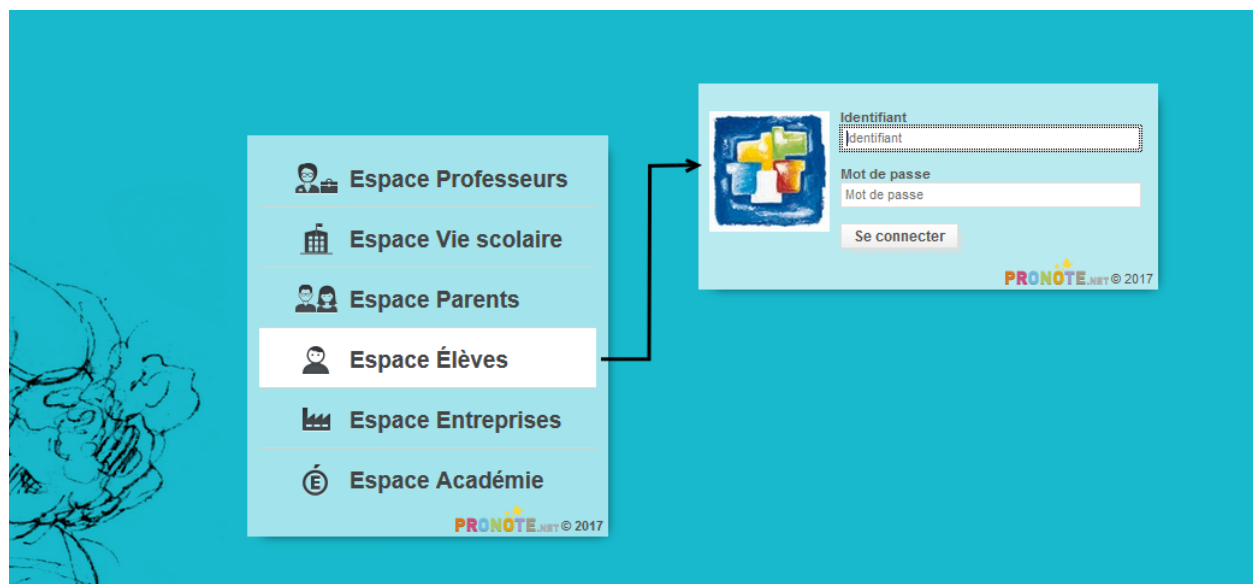 Espace Professeurs
Espace Vie scolaire
Espace Parents
Espace Élèves
Espace Entreprises
É
Espace Académie
PRONOTE.NET © 2017
Identifiant
Identifiant
Mot de passe
Mot de passe
Se connecter
PRONOTE.NET © 2017